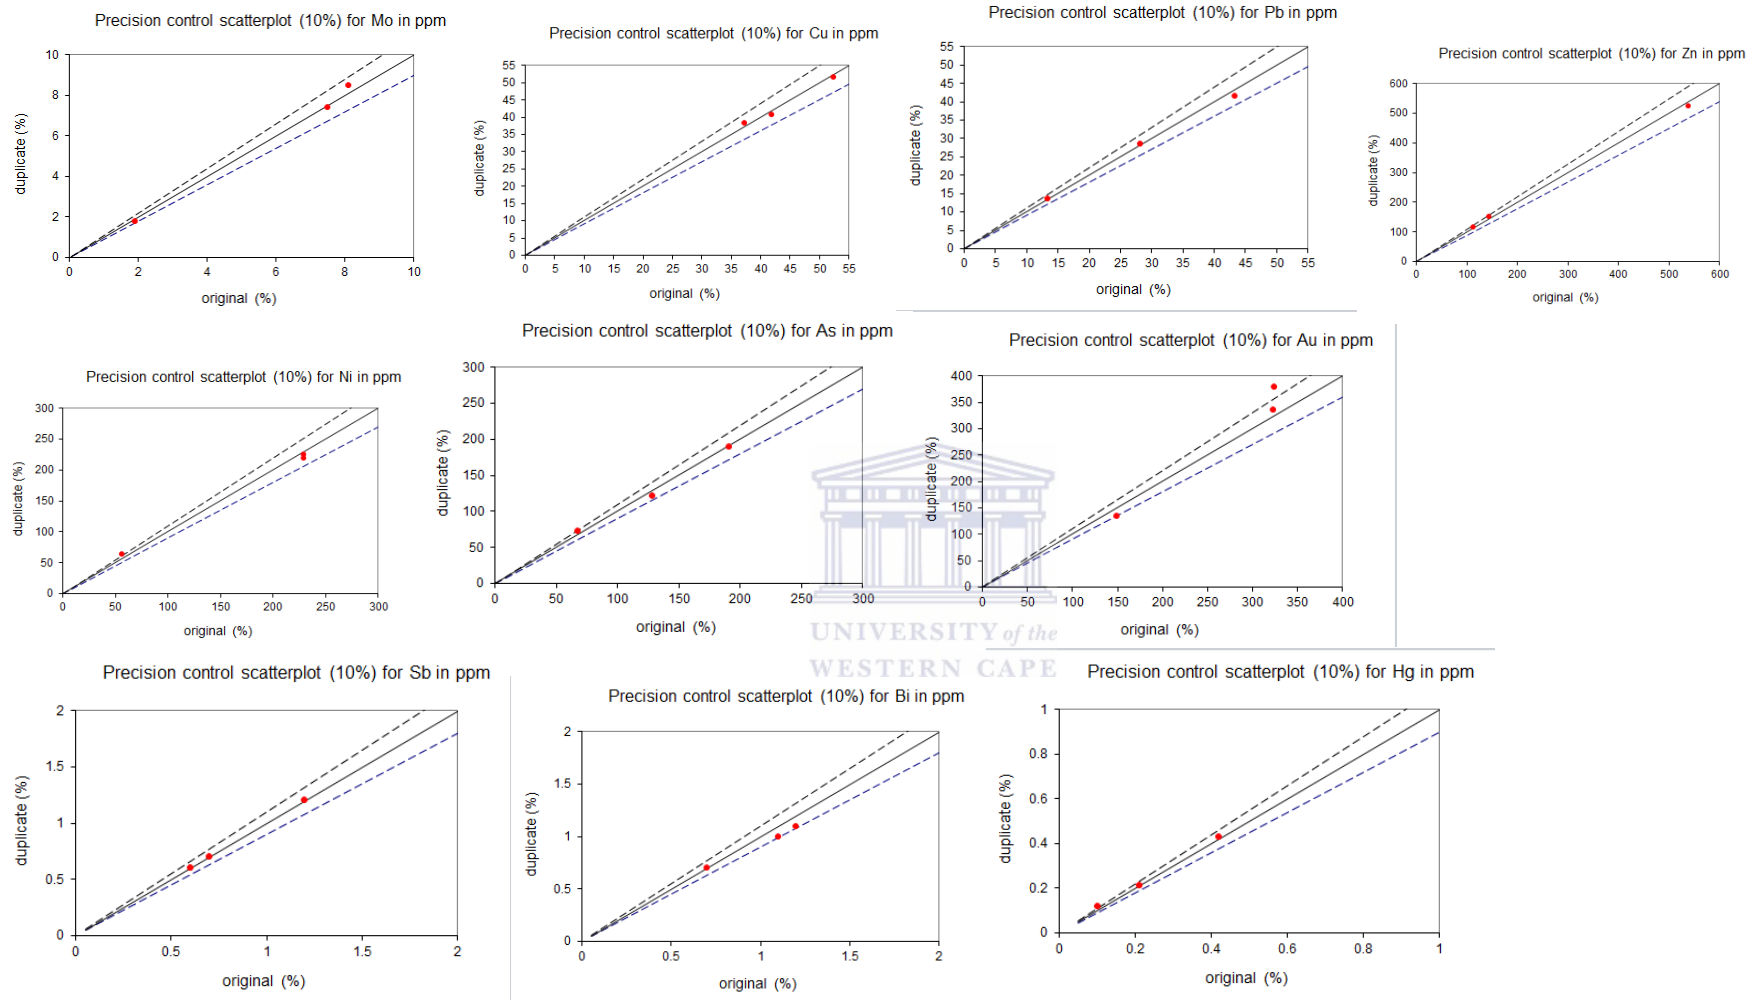 Precision control scatterplot (10%) for Mo in ppm
10
8
6
4
2
0
0 2 4 6 8 10
duplicate (%)
original (%)
Precision control scatterplot (10%) for Cu in ppm
55
50
45
40
35
30
25
20
15
10
5
0
0 5 10 15 20 25 30 35 40 45 50 55
duplicate (%)
original (%)
Precision control scatterplot (10%) for Pb in ppm
55
50
45
40
35
30
25
20
15
10
5
0
0 5 10 15 20 25 30 35 40 45 50 55
duplicate (%)
original (%)
Precision control scatterplot (10%) for Zn in ppm
600
500
400
300
200
100
0
0 100 200 300 400 500 600
duplicate (%)
original (%)
Precision control scatterplot (10%) for Ni in ppm
300
250
200
150
100
50
0
0 50 100 150 200 250 300
duplicate (%)
original (%)
Precision control scatterplot (10%) for As in ppm
300
250
200
150
100
50
0
0 50 100 150 200 250 300
duplicate (%)
original (%)
Precision control scatterplot (10%) for Au in ppm
400
350
300
250
200
150
100
50
0
0 50 100 150 200 250 300 350 400
duplicate (%)
original (%)
UNIVERSITY of the
WESTERN CAPE
Precision control scatterplot (10%) for Sb in ppm
2
1.5
1
0.5
0
0 0.5 1 1.5 2
duplicate (%)
original (%)
Precision control scatterplot (10%) for Bi in ppm
2
1.5
1
0.5
0
0 0.5 1 1.5 2
duplicate (%)
original (%)
Precision control scatterplot (10%) for Hg in ppm
1
0.8
0.6
0.4
0.2
0
0 0.2 0.4 0.6 0.8 1
duplicate (%)
original (%)